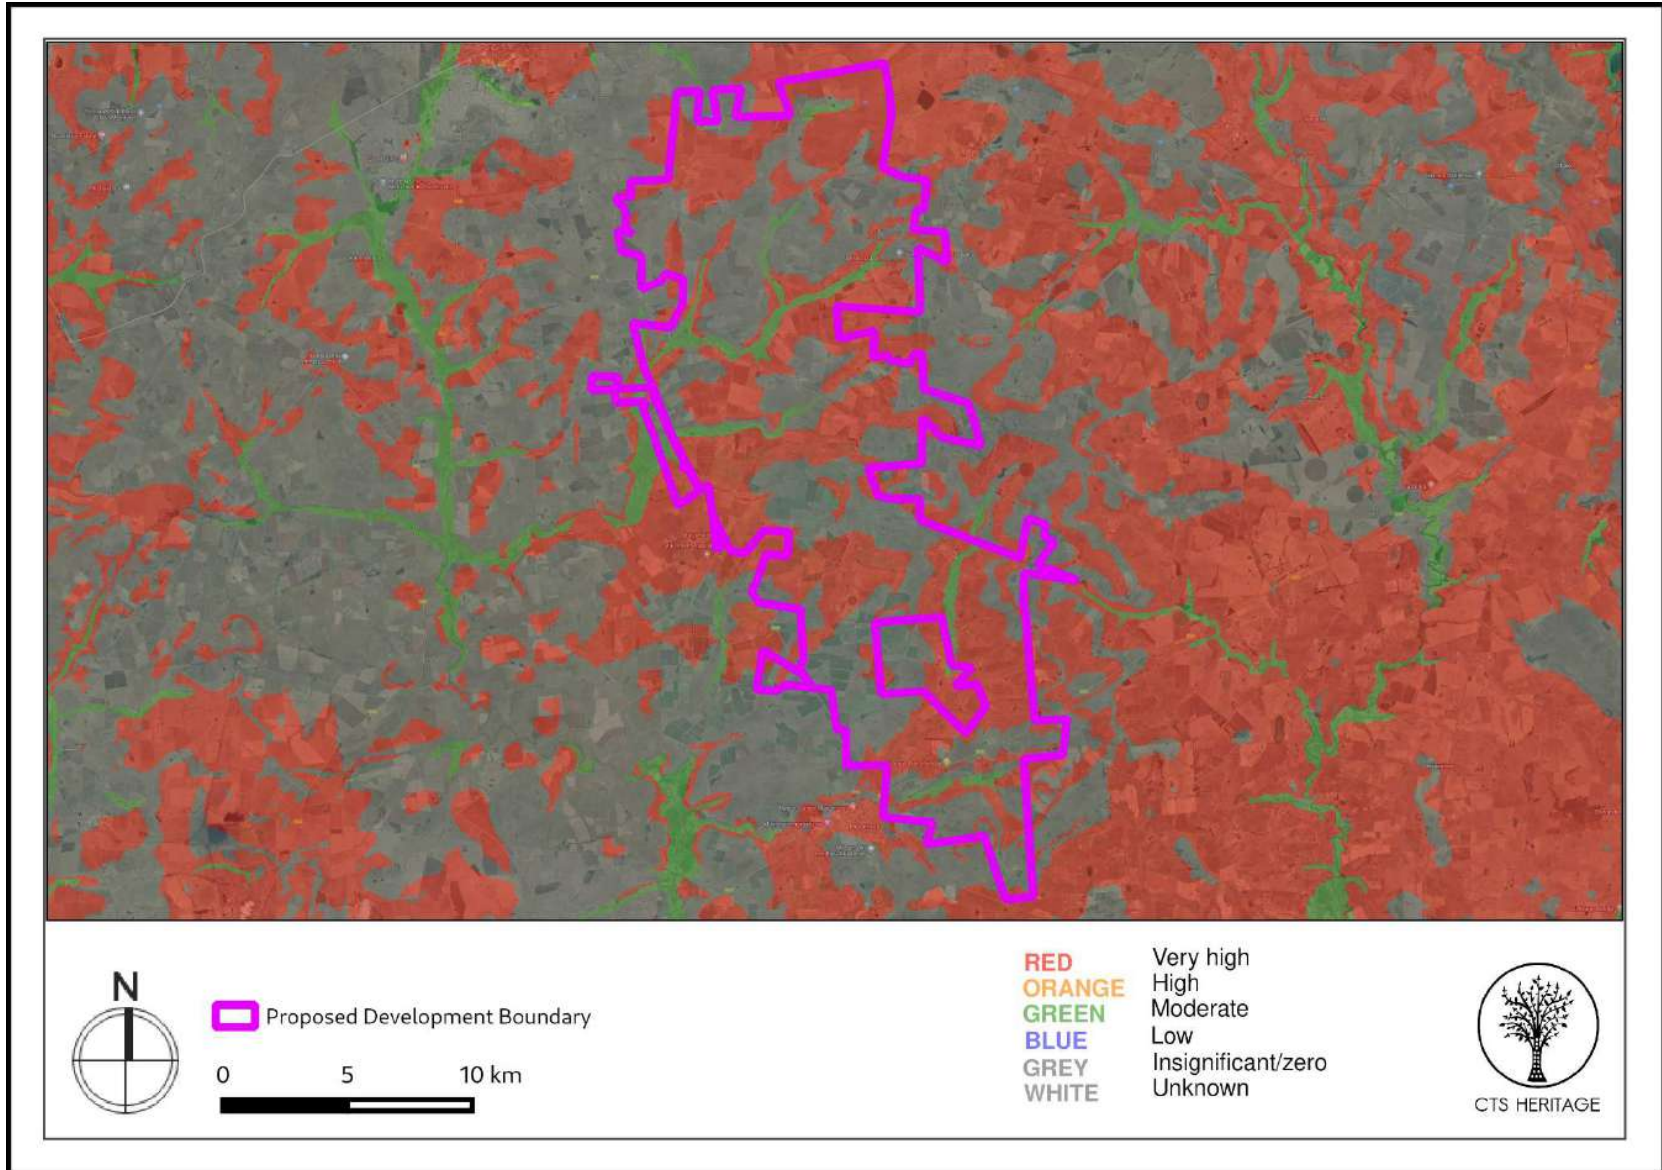 N
Proposed Development Boundary
0 5 10 km
RED Very high
ORANGE High
GREEN Moderate
BLUE Low
GREY Insignificant/zero
WHITE Unknown
CTS HERITAGE